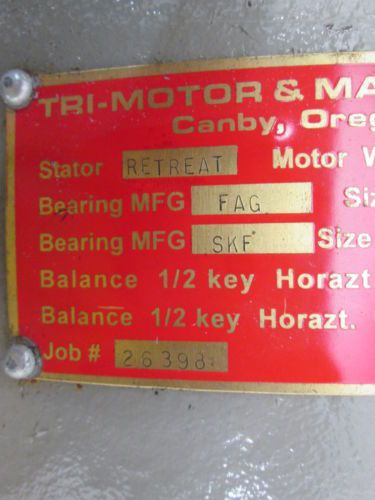 TRI-MOTOR & MA
Canby, Oreg
Stator RETREAT Motor W
Bearing MFG FAG Siz
Bearing MFG SKF Size
Balance 1/2 key Horazt.
Balance 1/2 key Horazt.
Job # 26398